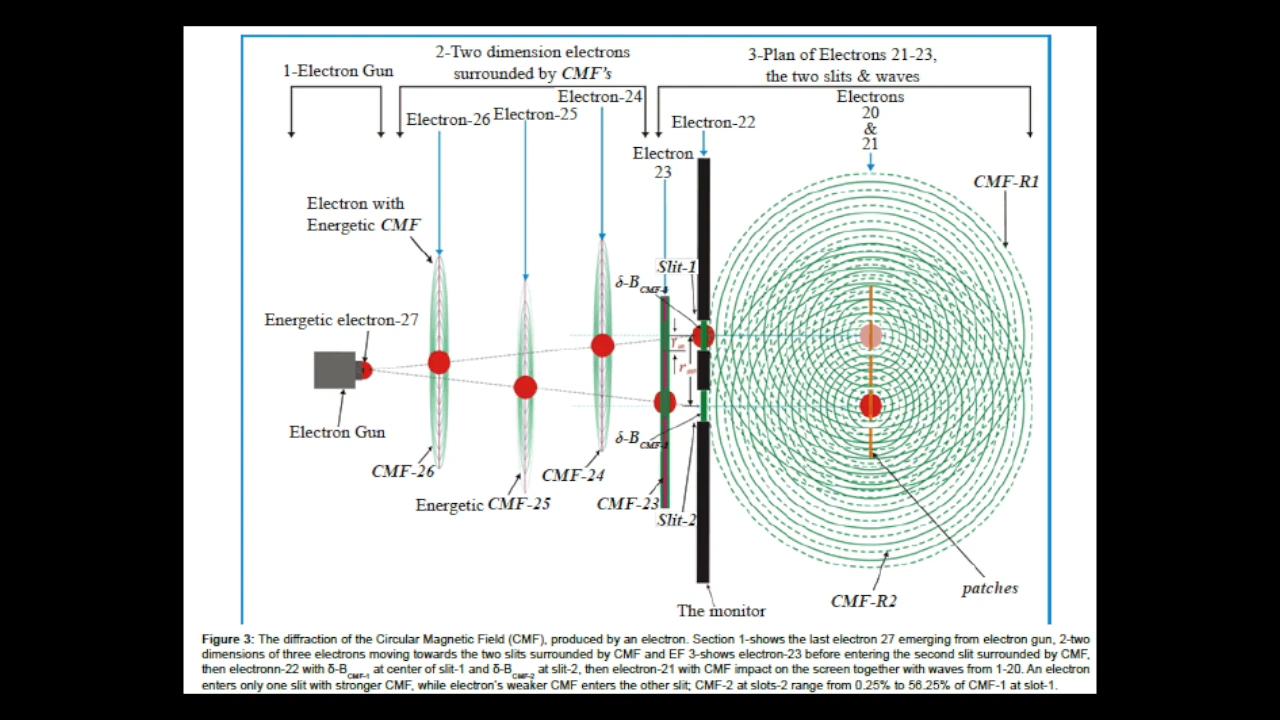 1-Electron Gun
2-Two dimension electrons
surrounded by CMF's
3-Plan of Electrons 21-23,
the two slits & waves
Electron-26
Electron-25
Electron-24
Electron
23
Electron-22
Electrons
20
&
21
CMF-R1
Electron with
Energetic CMF
Energetic electron-27
Slit-1
δ-B CMF-1
r
r
Electron Gun
CMF-26
Energetic CMF-25
CMF-24
δ-B CMF-2
CMF-23
Slit-2
The monitor
CMF-R2
patches
Figure 3: The diffraction of the Circular Magnetic Field (CMF), produced by an electron. Section 1-shows the last electron 27 emerging from electron gun, 2-two
dimensions of three electrons moving towards the two slits surrounded by CMF and EF 3-shows electron-23 before entering the second slit surrounded by CMF,
then electronn-22 with δ-B CMF-1 at center of slit-1 and δ-B CMF-2 at slit-2, then electron-21 with CMF impact on the screen together with waves from 1-20. An electron
enters only one slit with stronger CMF, while electron's weaker CMF enters the other slit; CMF-2 at slots-2 range from 0.25% to 56.25% of CMF-1 at slot-1.